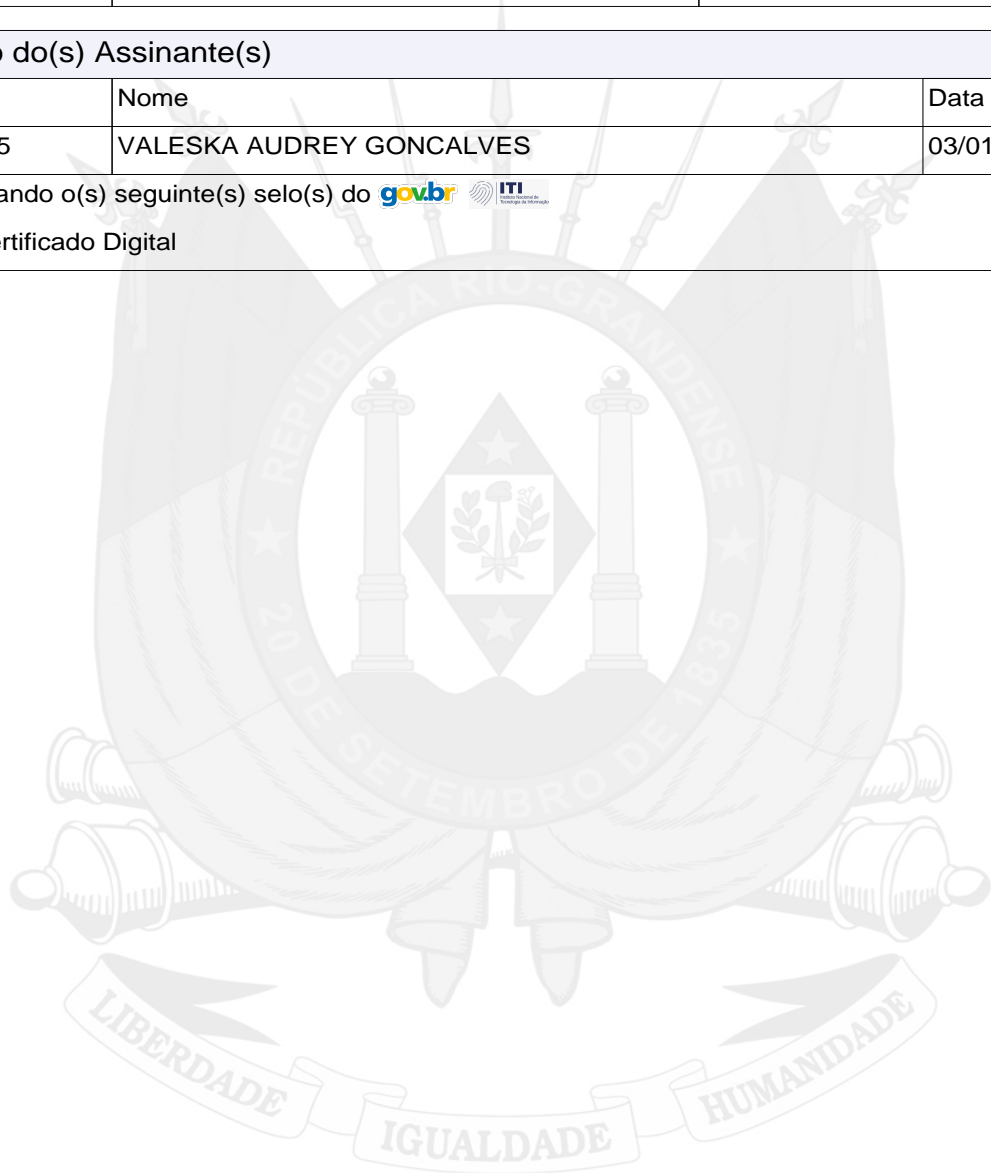 o do(s) Assinante(s)
Nome Data
5 VALESKA AUDREY GONCALVES 03/01
ando o(s) seguinte(s) selo(s) do gov.br ITI
ertificado Digital
REPÚBLICA RIO-GRANDENSE
20 DE SETEMBRO DE 1835
LIBERDADE IGUALDADE HUMANIDADE